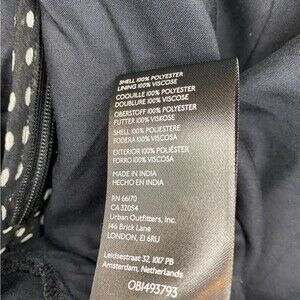 SHELL 100% POLYESTER
LINING 100% VISCOSE
COQUILLE 100% POLYESTER
DOUBLURE 100% VISCOSE
OBERSTOFF 100% POLYESTER
FUTTER 100% VISKOSE
SHELL 100% POLIESTERE
FODERA 100% VISCOSA
EXTERIOR 100% POLIÉSTER
FORRO 100% VISCOSA
MADE IN INDIA
HECHO EN INDIA
RN 66170
CA 32054
Urban Outfitters, Inc.
146 Brick Lane
LONDON, E1 6RU
Leidsestraat 32, 1017 PB
Amsterdam, Netherlands
OB1493793